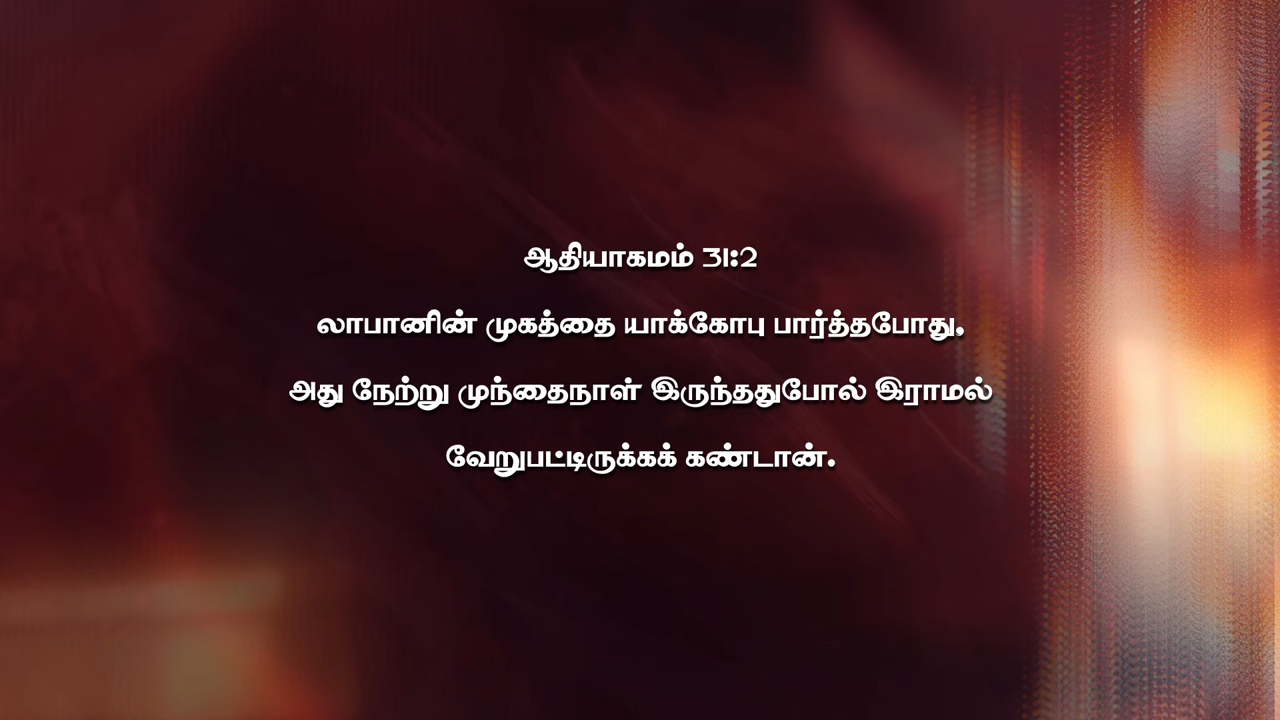 ஆதியாகமம் 31:2
லாபானின் முகத்தை யாக்கோபு பார்த்தபோது,
அது நேற்று முந்தைநாள் இருந்ததுபோல் இராமல்
வேறுபட்டிருக்கக் கண்டான்.